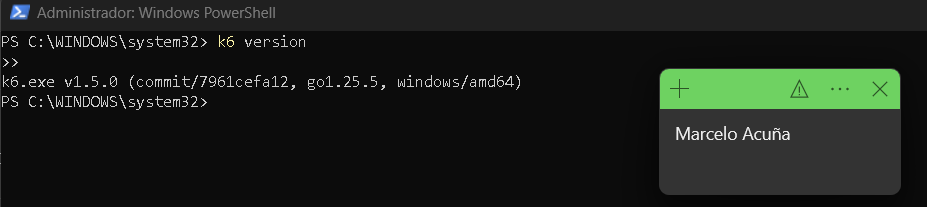 Administrador: Windows PowerShell
PS C:\WINDOWS\system32> k6 version
>>
k6.exe v1.5.0 (commit/7961cefa12, go1.25.5, windows/amd64)
PS C:\WINDOWS\system32>
Marcelo Acuña